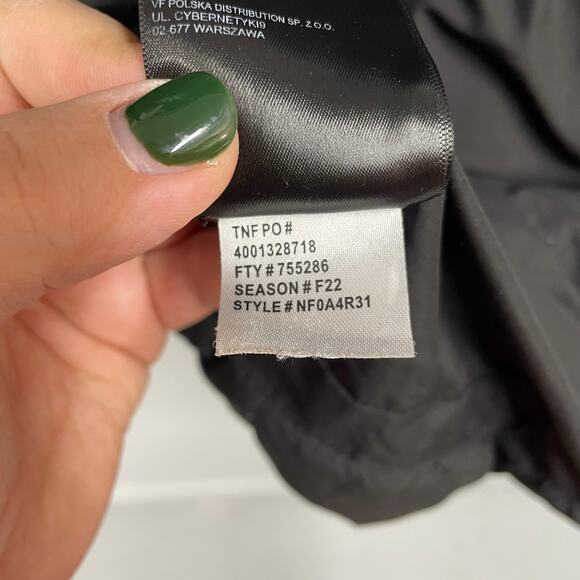 VF POLSKA DISTRIBUTION SP. Z O.O.
UL. CYBERNETYKI9
02-677 WARSZAWA
TNF PO#
4001328718
FTY # 755286
SEASON # F22
STYLE # NF0A4R31